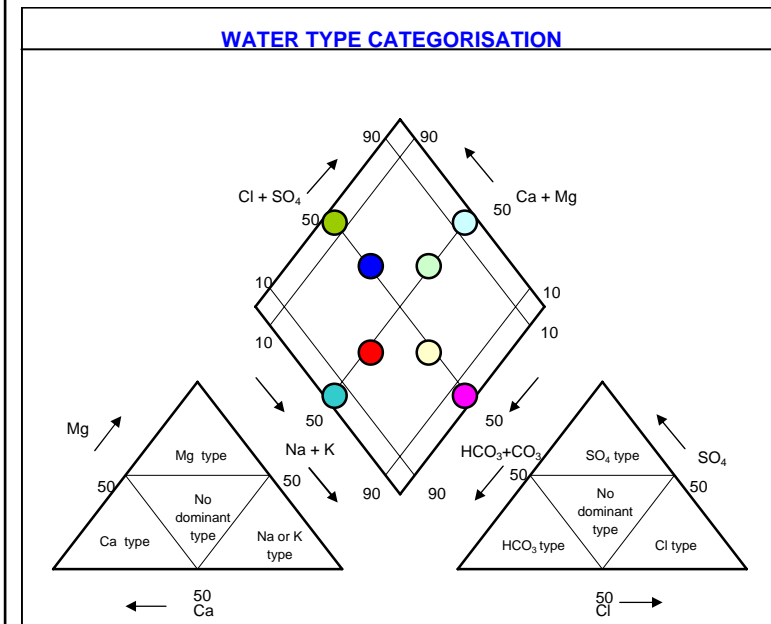 WATER TYPE CATEGORISATION
90 90
Cl + SO₄ Ca + Mg
50 50
10 10
10 10
50 50
Mg Na + K HCO₃+CO₃ SO₄
Mg type SO₄ type
50 50 50 50
90 90
No dominant type
No dominant type
Ca type Na or K type
HCO₃ type Cl type
50 50
Ca Cl